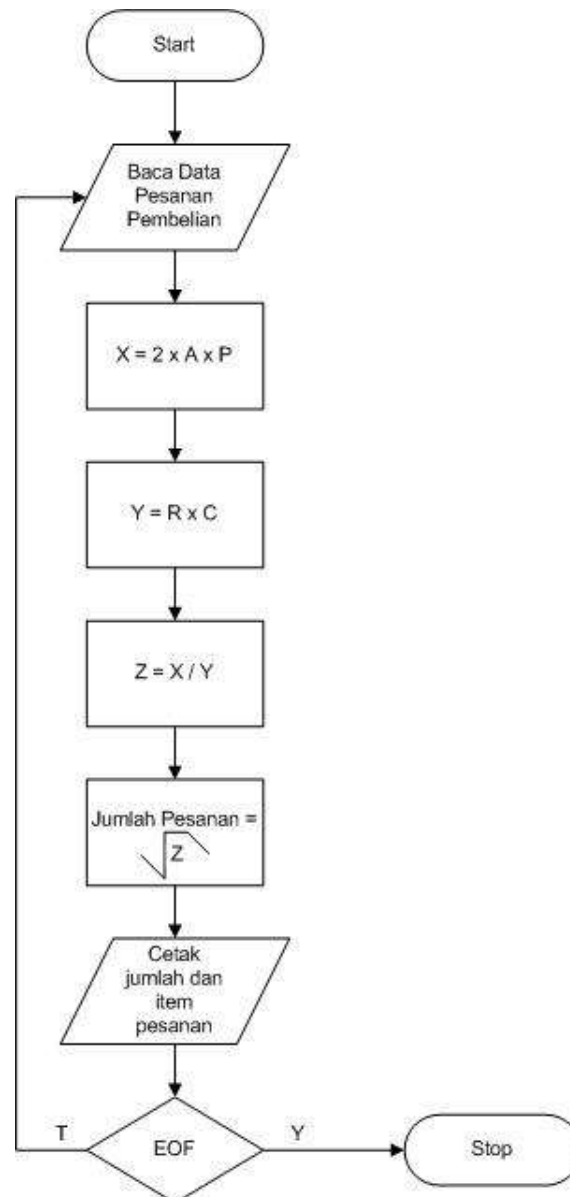 Start
Baca Data
Pesanan
Pembelian
X = 2 x A x P
Y = R x C
Z = X / Y
Jumlah Pesanan =
√Z
Cetak
jumlah dan
item
pesanan
T
EOF
Y
Stop